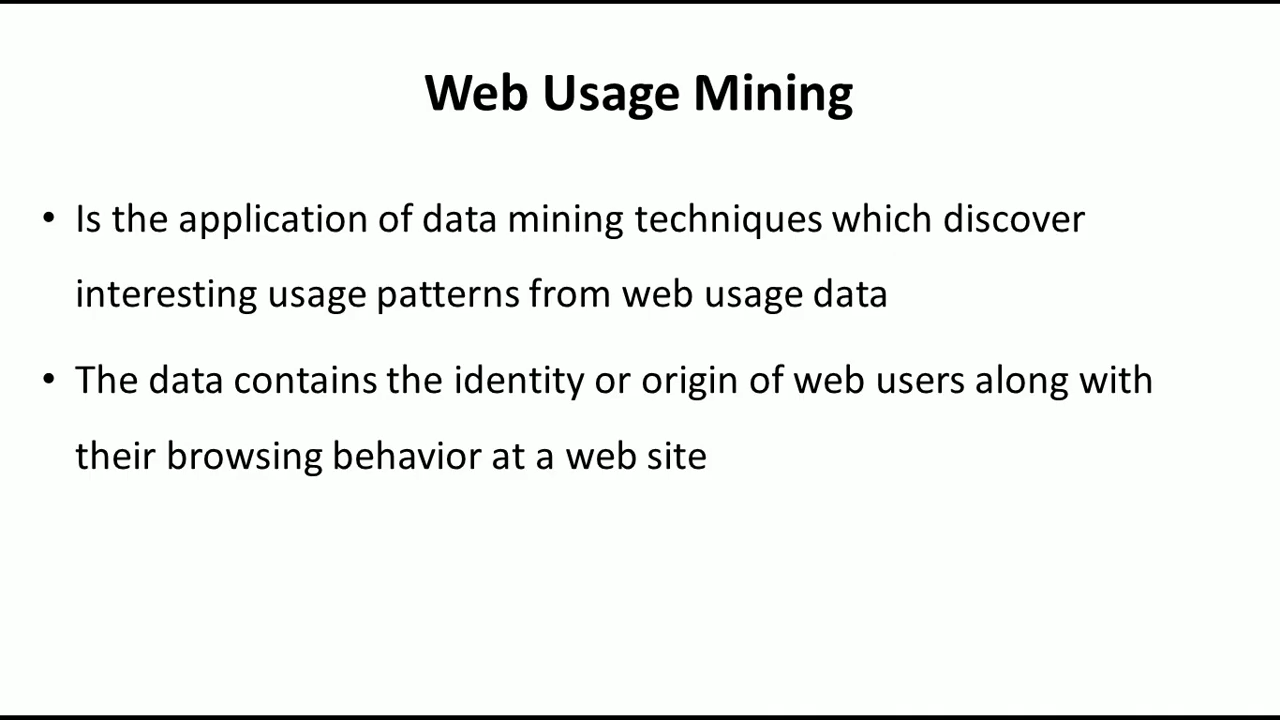 Web Usage Mining
• Is the application of data mining techniques which discover
interesting usage patterns from web usage data
• The data contains the identity or origin of web users along with
their browsing behavior at a web site